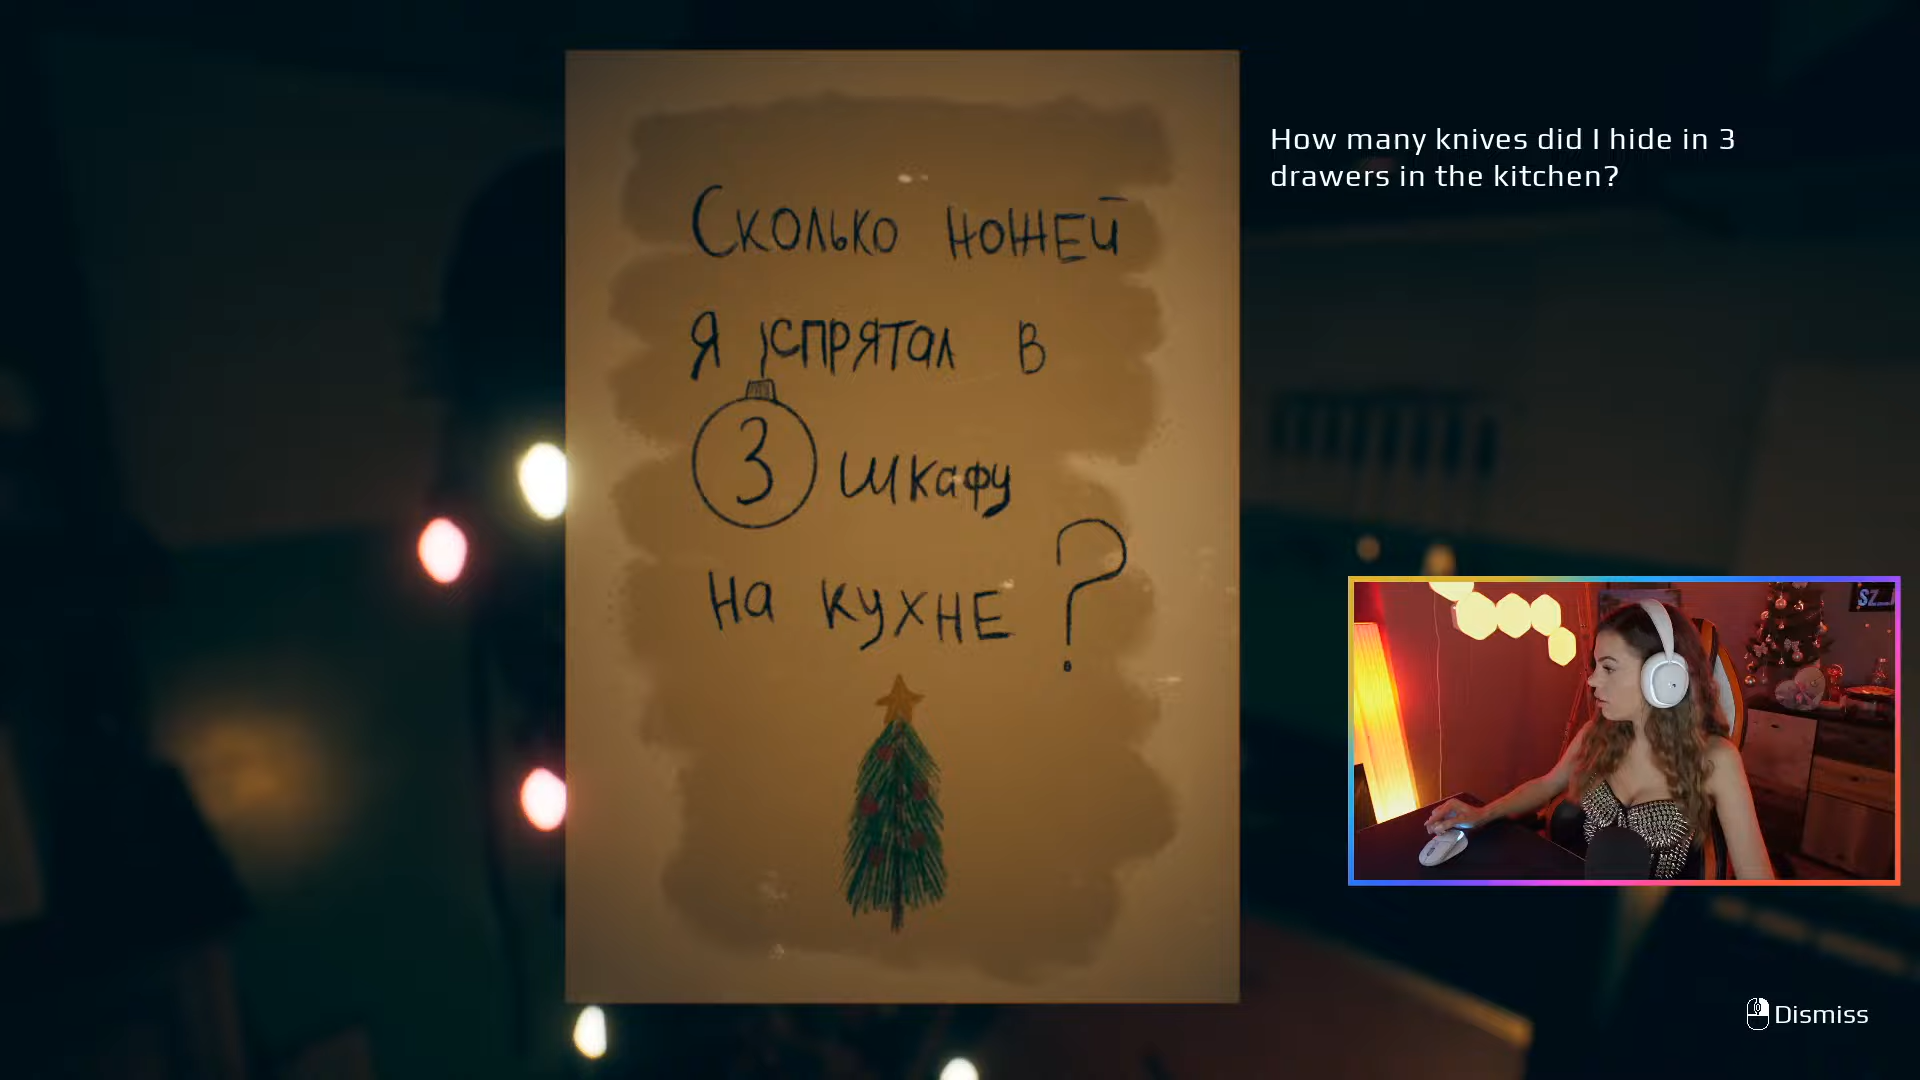 Сколько ножей
я спрятал в
3 шкафу
на кухне?
How many knives did I hide in 3
drawers in the kitchen?
SZ
Dismiss